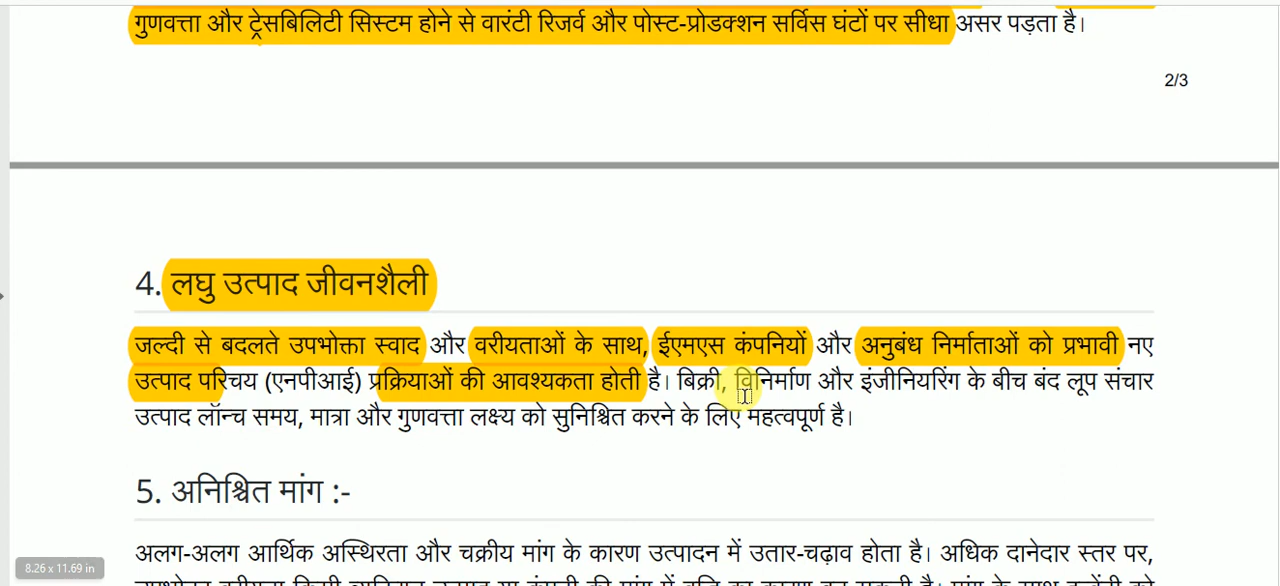 गुणवत्ता और ट्रेसबिलिटी सिस्टम होने से वारंटी रिजर्व और पोस्ट-प्रोडक्शन सर्विस घंटों पर सीधा असर पड़ता है।
2/3
4. लघु उत्पाद जीवनशैली
जल्दी से बदलते उपभोक्ता स्वाद और वरीयताओं के साथ, ईएमएस कंपनियों और अनुबंध निर्माताओं को प्रभावी नए
उत्पाद परिचय (एनपीआई) प्रक्रियाओं की आवश्यकता होती है। बिक्री, विनिर्माण और इंजीनियरिंग के बीच बंद लूप संचार
उत्पाद लॉन्च समय, मात्रा और गुणवत्ता लक्ष्य को सुनिश्चित करने के लिए महत्वपूर्ण है।
5. अनिश्चित मांग :-
अलग-अलग आर्थिक अस्थिरता और चक्रीय मांग के कारण उत्पादन में उतार-चढ़ाव होता है। अधिक दानेदार स्तर पर,
8.26 x 11.69 in